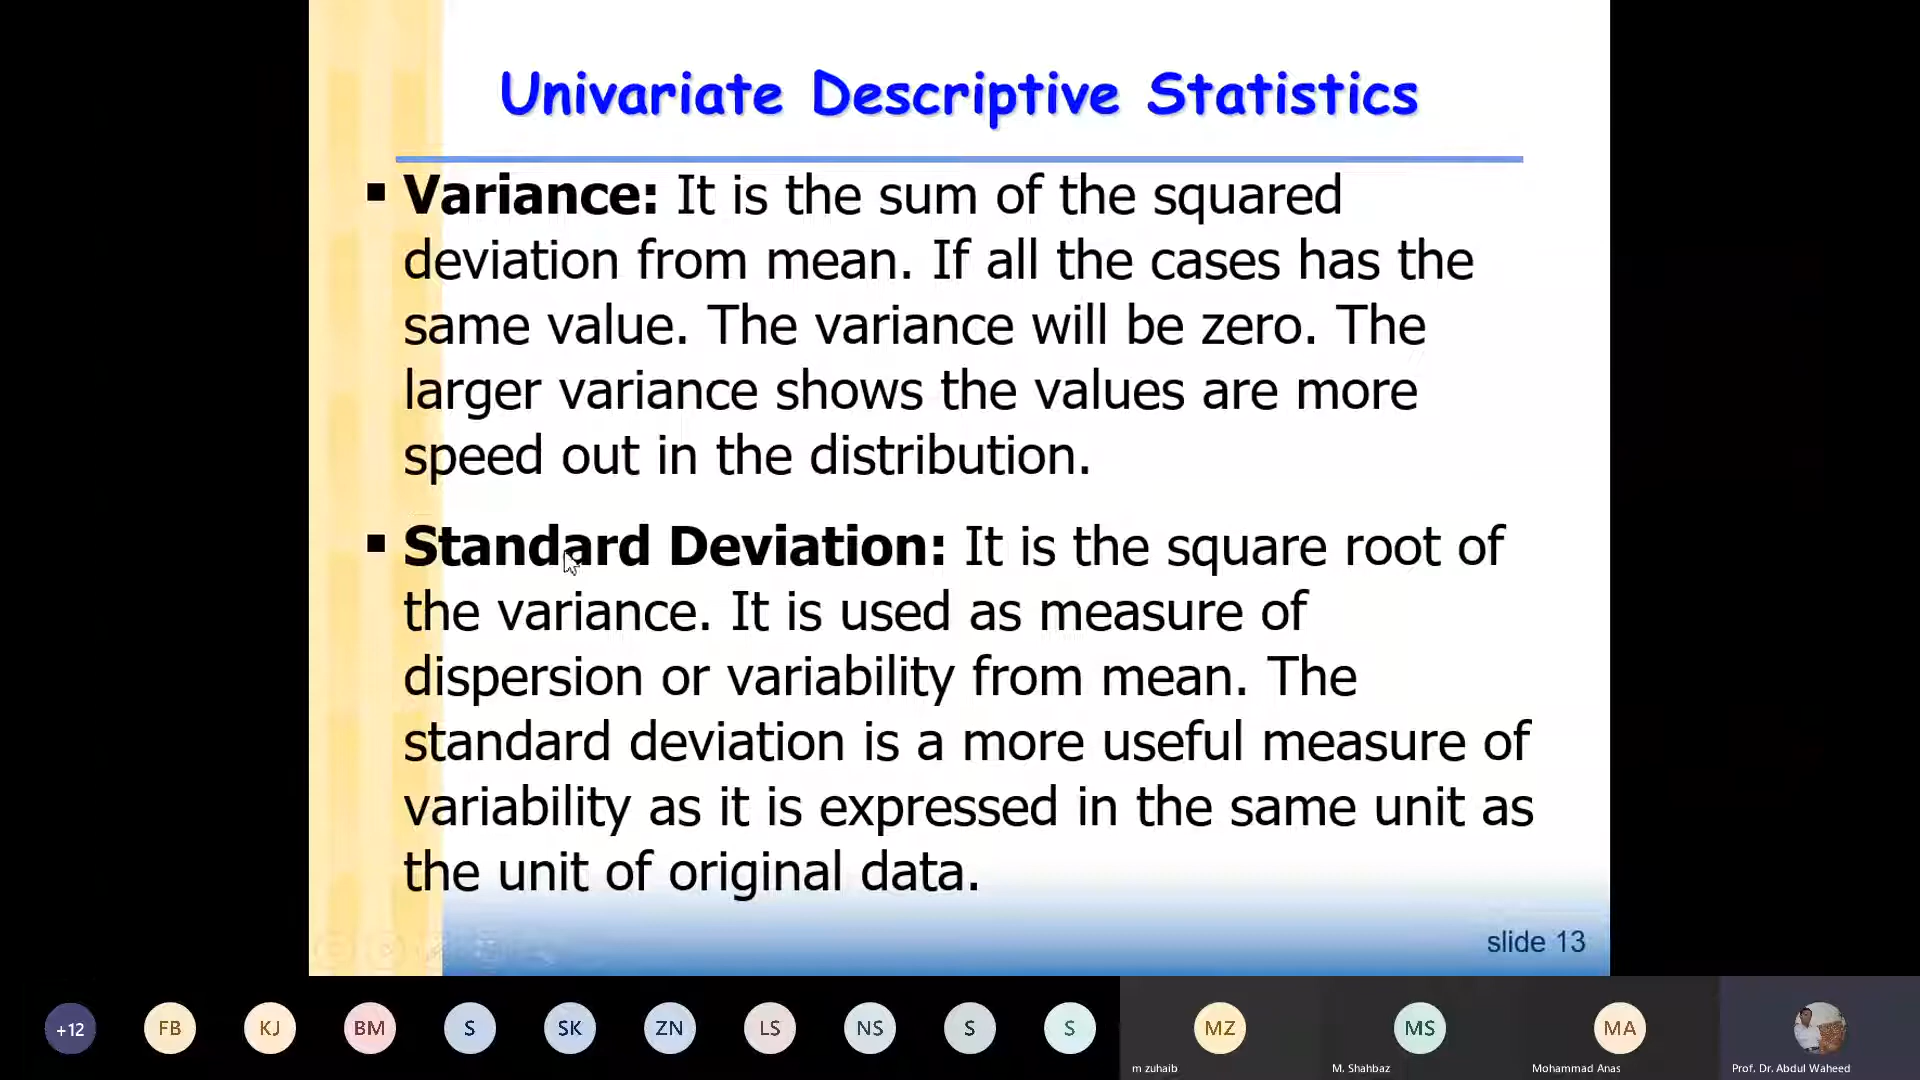 Univariate Descriptive Statistics
▪ Variance: It is the sum of the squared
deviation from mean. If all the cases has the
same value. The variance will be zero. The
larger variance shows the values are more
speed out in the distribution.
▪ Standard Deviation: It is the square root of
the variance. It is used as measure of
dispersion or variability from mean. The
standard deviation is a more useful measure of
variability as it is expressed in the same unit as
the unit of original data.
slide 13
+12 FB KJ BM S SK ZN LS NS S S MZ MS MA
m zuhaib M. Shahbaz Mohammad Anas Prof. Dr. Abdul Waheed